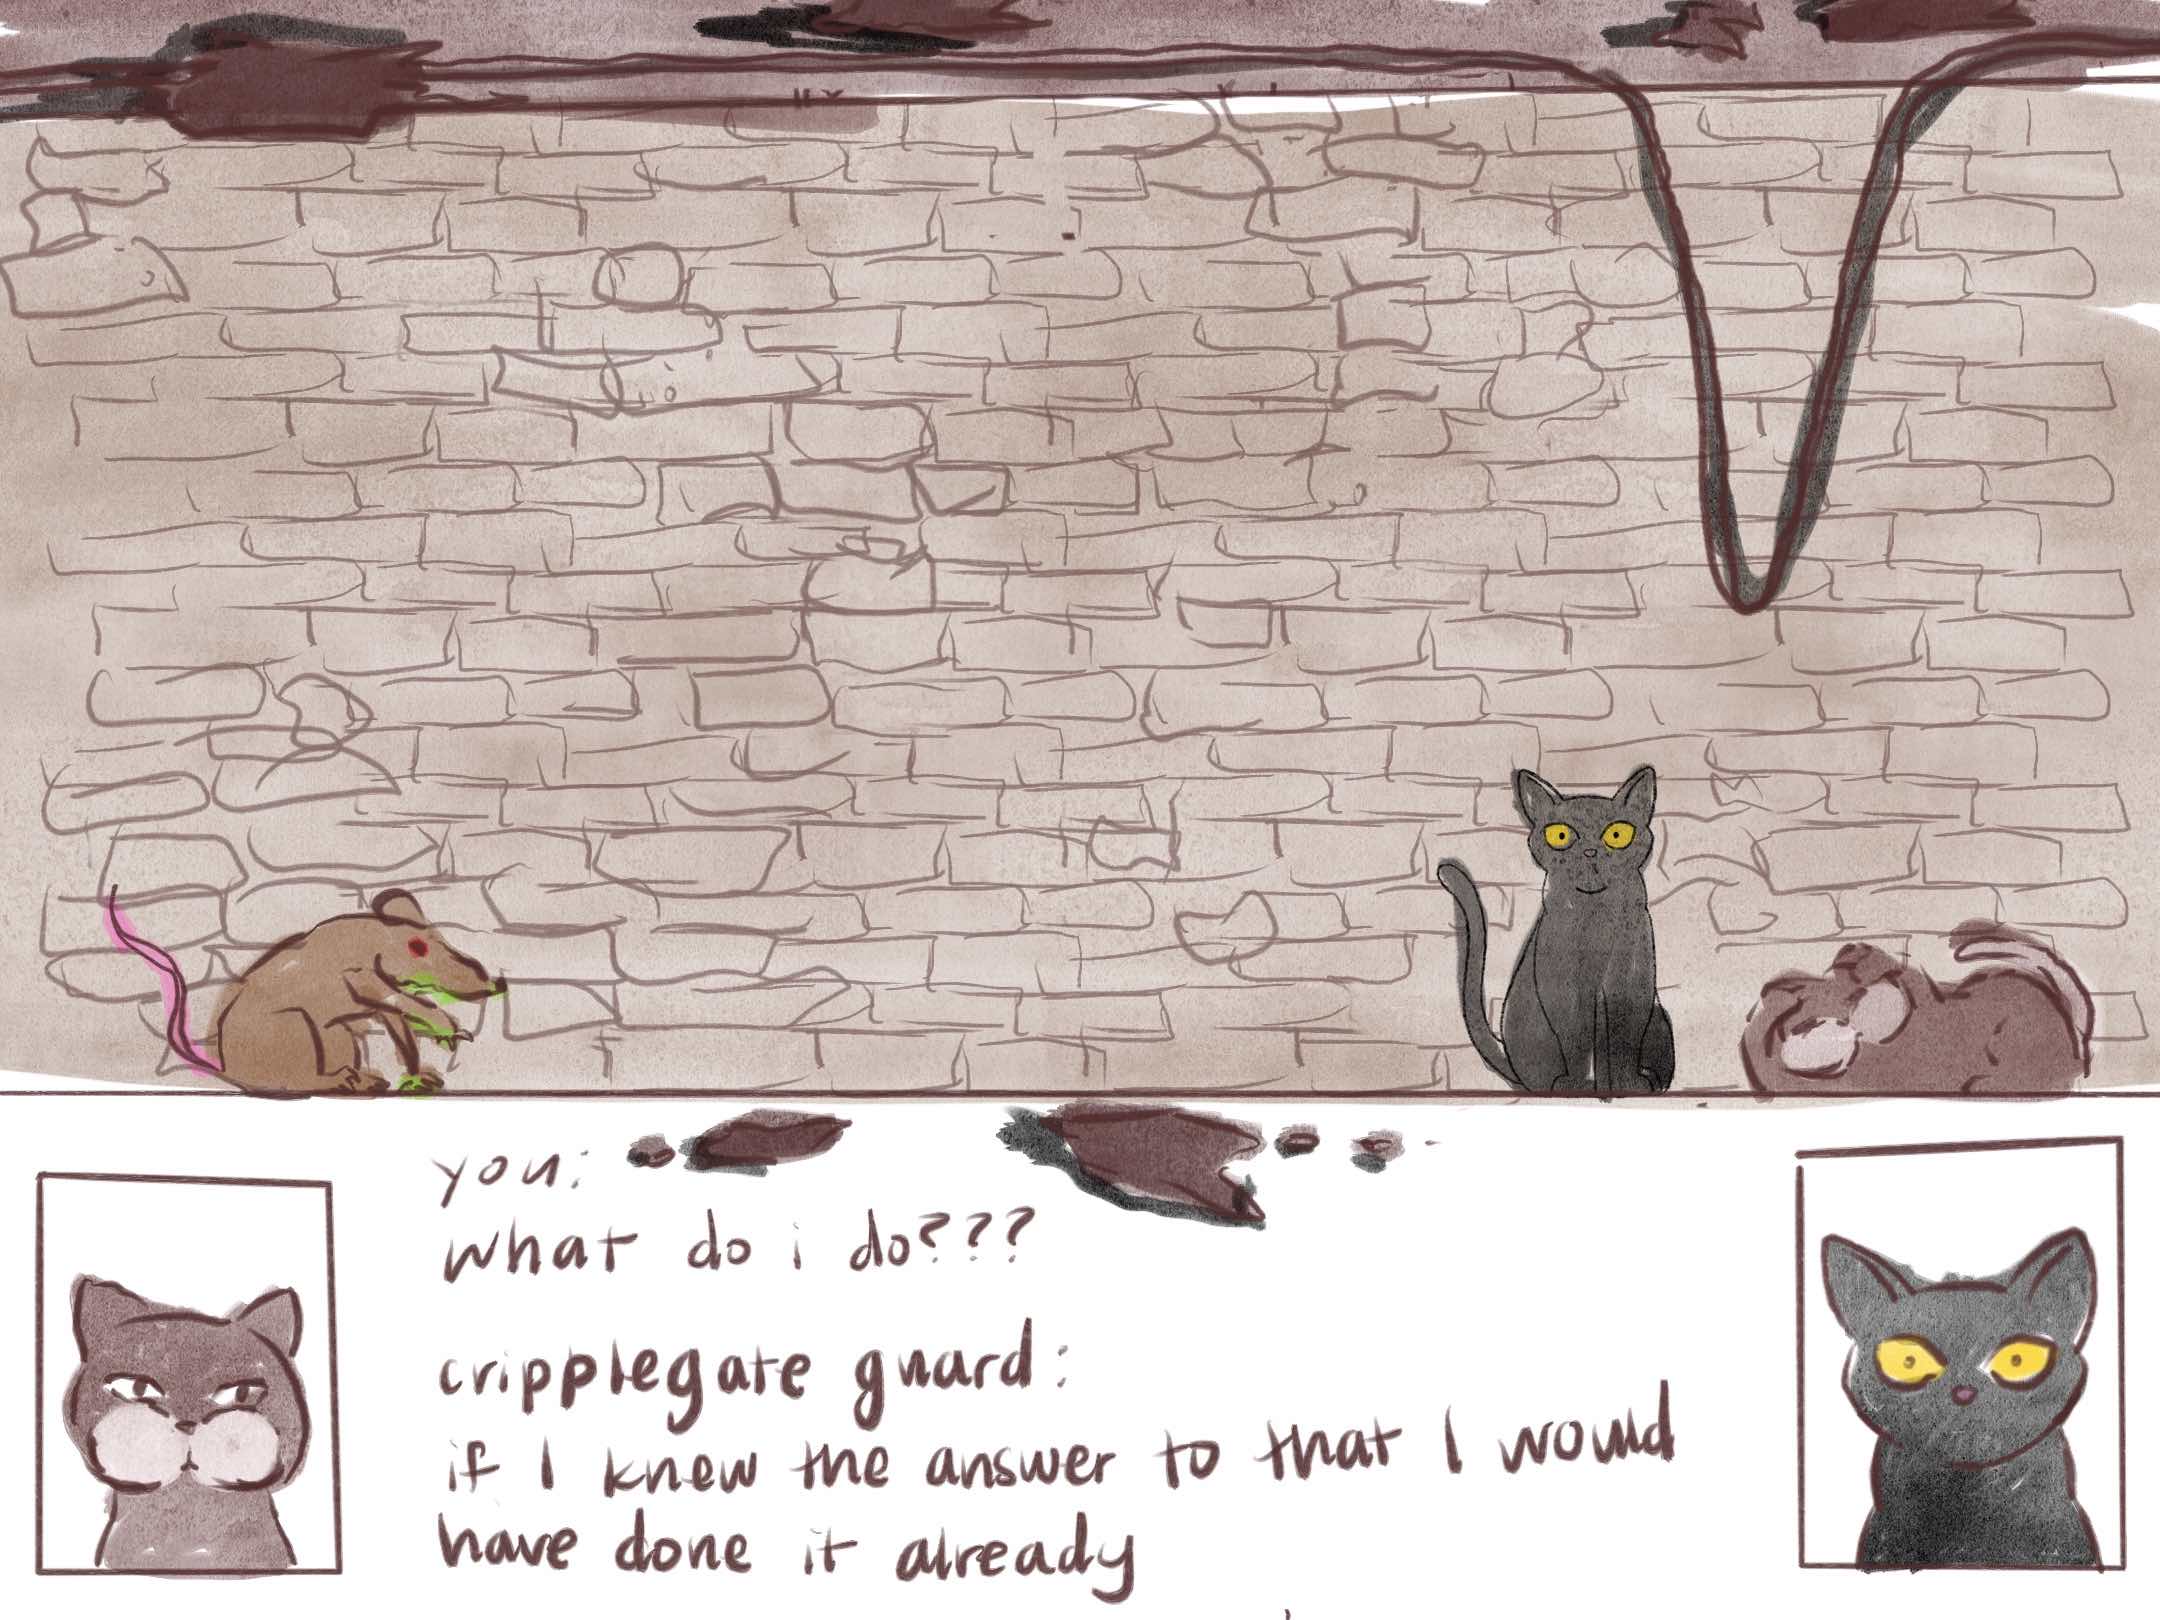 you:
what do i do???
cripplegate guard:
if I knew the answer to that I would
have done it already